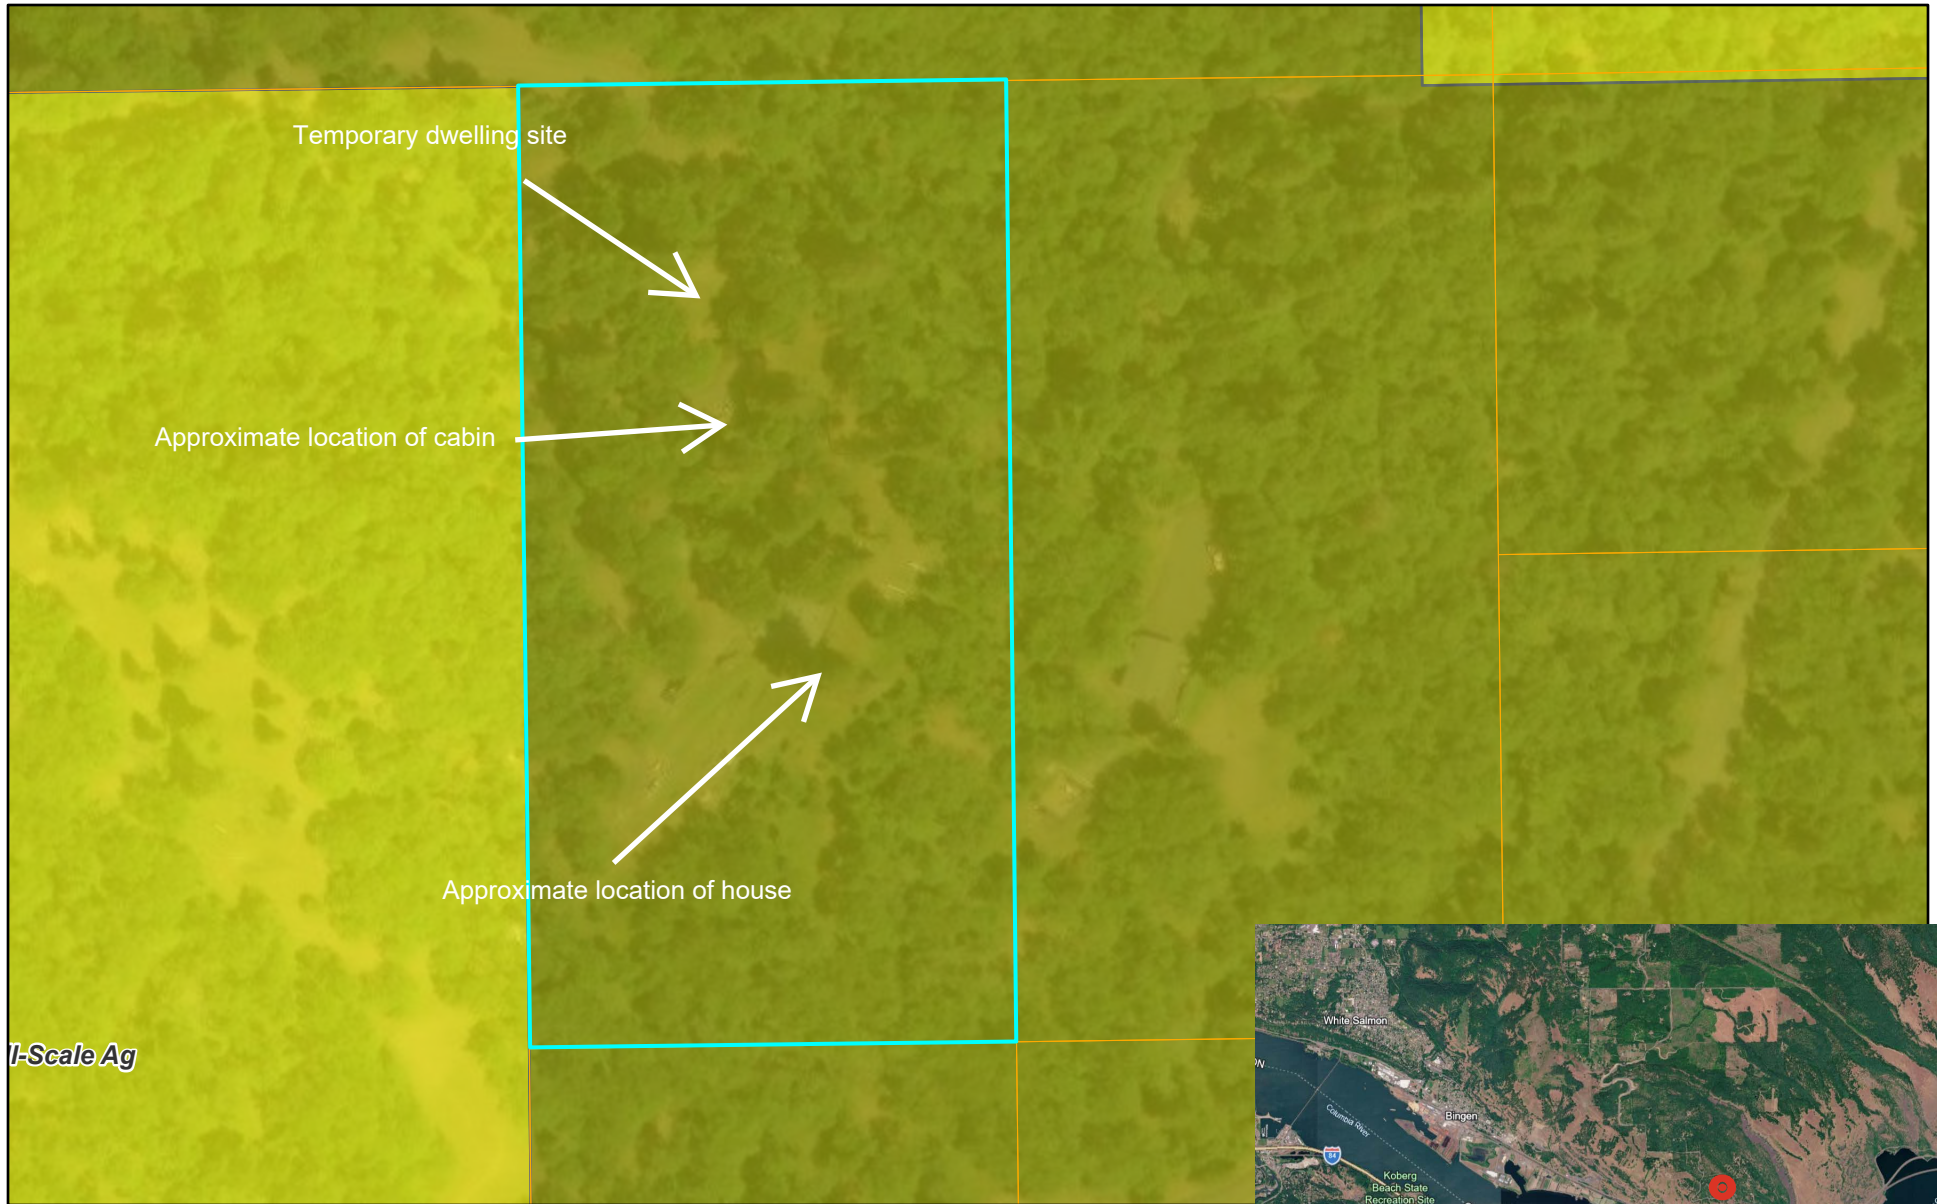 Temporary dwelling site
Approximate location of cabin
Approximate location of house
ll-Scale Ag
White Salmon
Columbia River
Bingen
84
Koberg
Beach State
Recreation Site